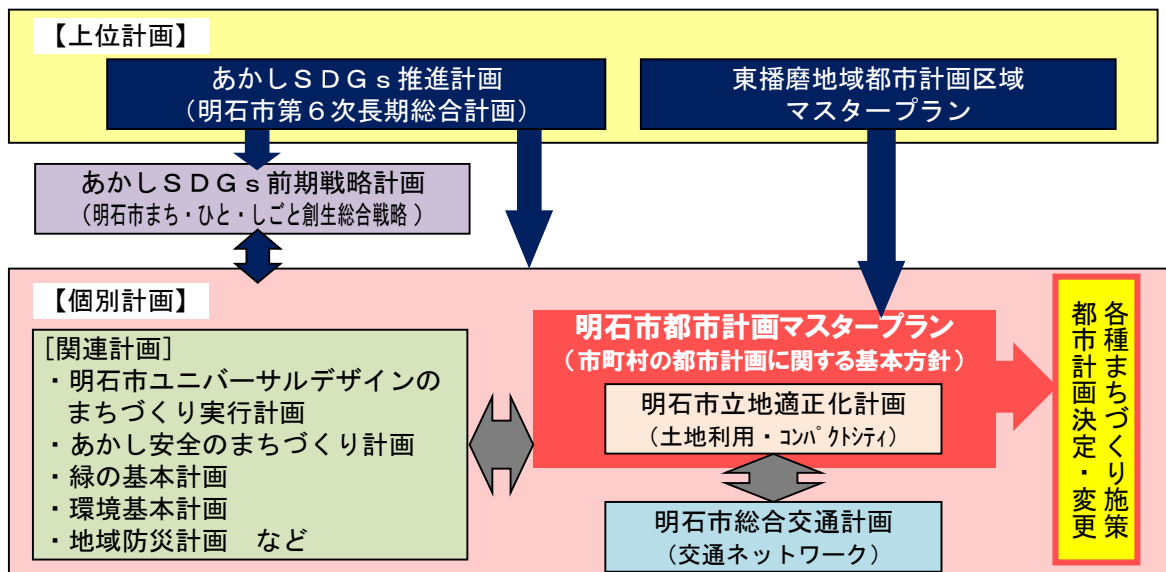 【上位計画】
あかしＳＤＧｓ推進計画
（明石市第６次長期総合計画）
東播磨地域都市計画区域
マスタープラン
あかしＳＤＧｓ前期戦略計画
（明石市まち・ひと・しごと創生総合戦略）
【個別計画】
［関連計画］
・明石市ユニバーサルデザインの
まちづくり実行計画
・あかし安全のまちづくり計画
・緑の基本計画
・環境基本計画
・地域防災計画　など
明石市都市計画マスタープラン
（市町村の都市計画に関する基本方針）
明石市立地適正化計画
（土地利用・ｺﾝﾊﾟｸﾄｼﾃｨ）
明石市総合交通計画
（交通ネットワーク）
各種まちづくり施策
都市計画決定・変更